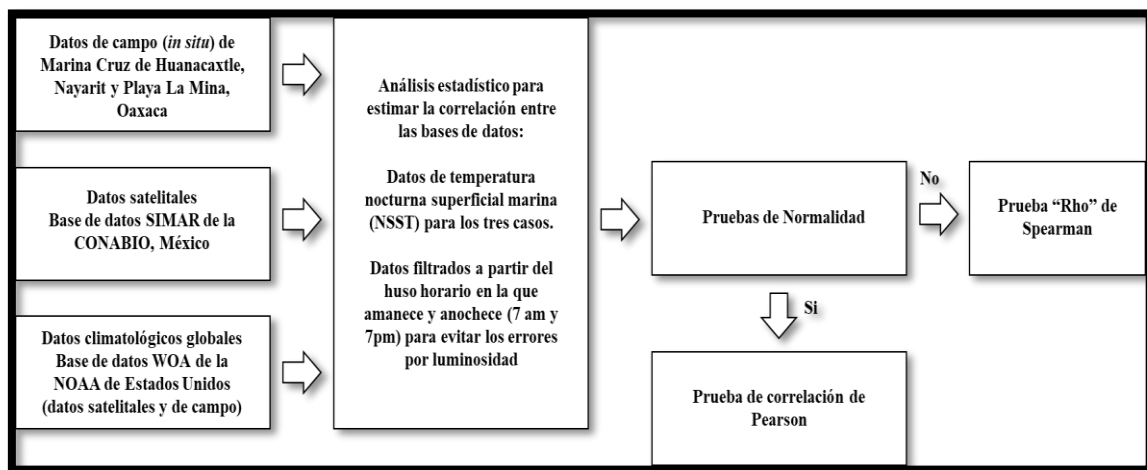 Datos de campo (in situ) de
Marina Cruz de Huanacaxtle,
Nayarit y Playa La Mina,
Oaxaca
Datos satelitales
Base de datos SIMAR de la
CONABIO, México
Datos climatológicos globales
Base de datos WOA de la
NOAA de Estados Unidos
(datos satelitales y de campo)
Análisis estadístico para
estimar la correlación entre
las bases de datos:
Datos de temperatura
nocturna superficial marina
(NSST) para los tres casos.
Datos filtrados a partir del
huso horario en la que
amanece y anochece (7 am y
7pm) para evitar los errores
por luminosidad
Pruebas de Normalidad
No
Prueba “Rho” de
Spearman
Si
Prueba de correlación de
Pearson